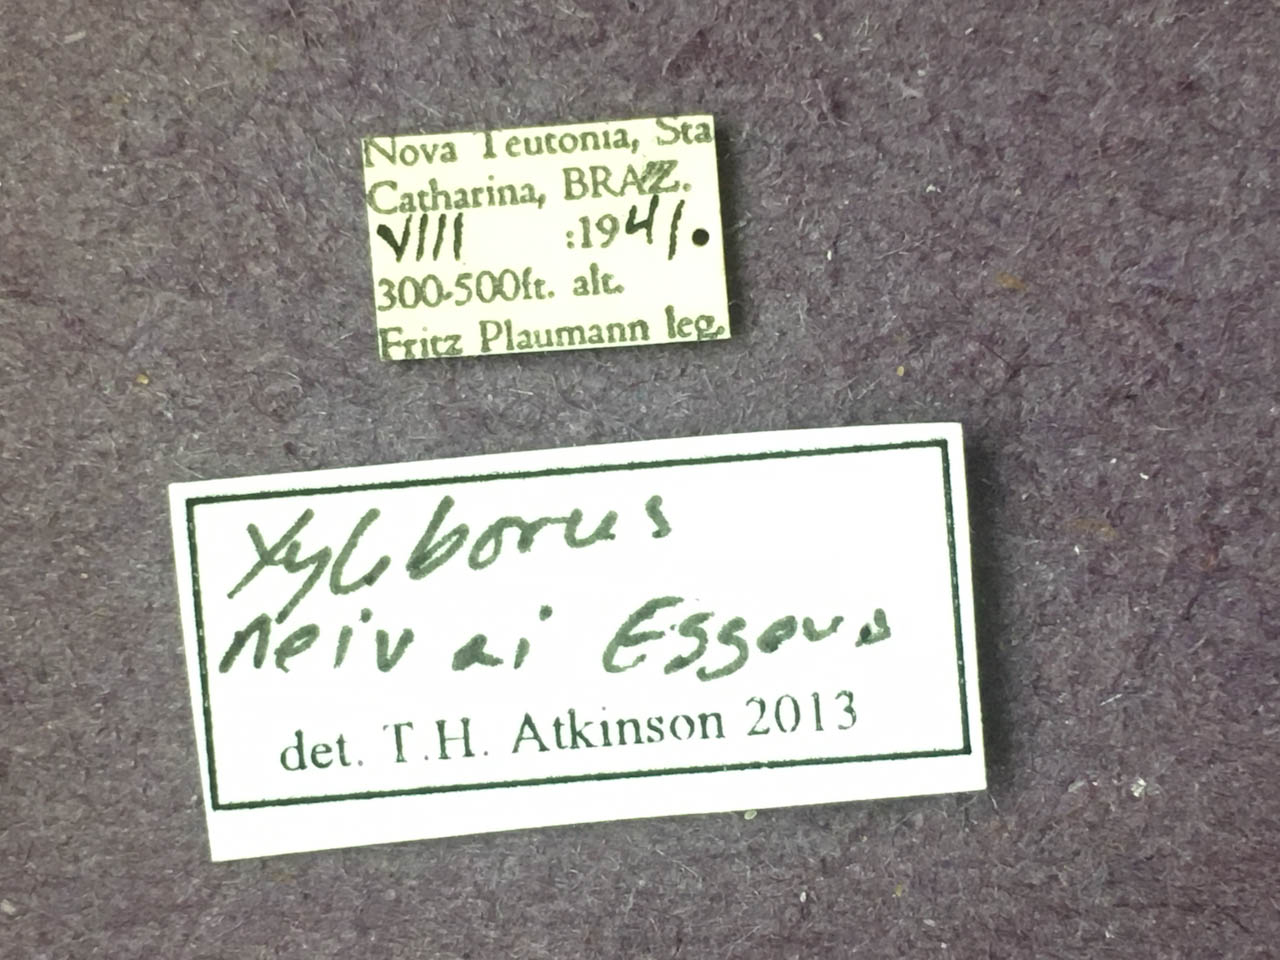 Nova Teutonia, Sta
Catharina, BRAZ.
VIII :1941.
300-500ft. alt.
Fritz Plaumann leg.
Xyleborus
neivai Eggers
det. T.H. Atkinson 2013